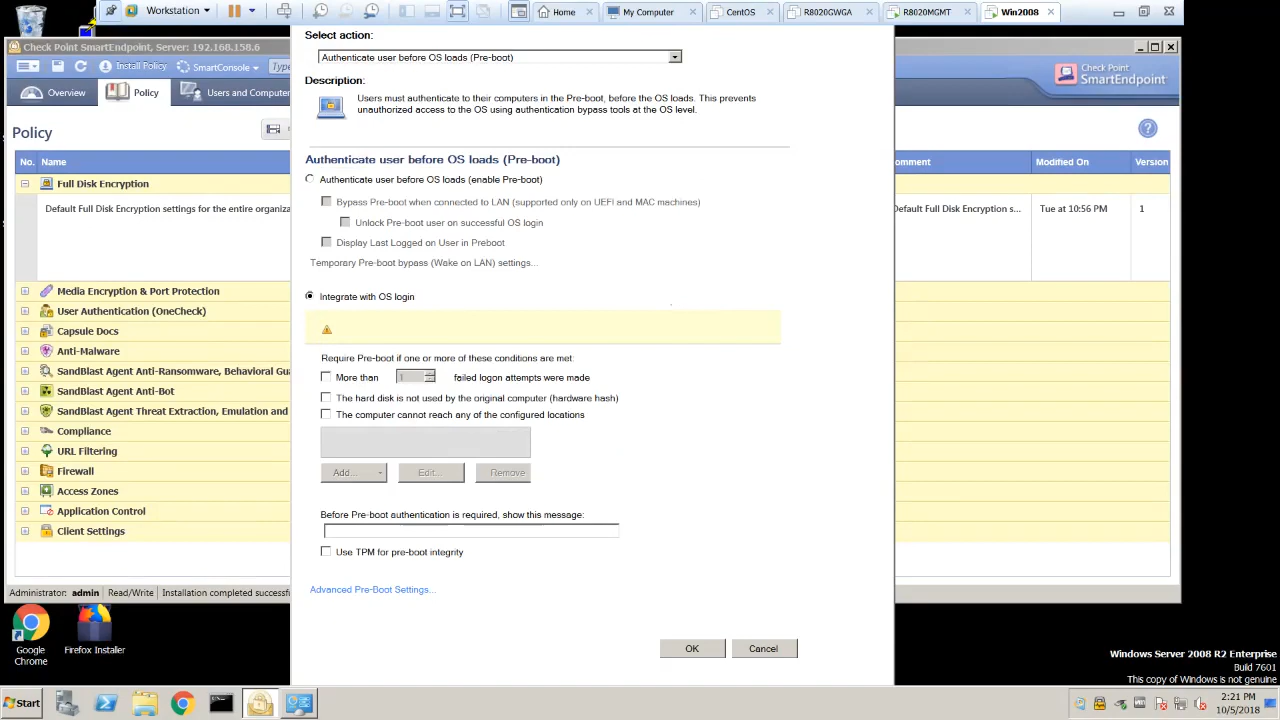 Workstation
Home
My Computer
CentOS
R8020GWGA
R8020MGMT
Win2008
Check Point SmartEndpoint, Server: 192.168.158.6
Install Policy
SmartConsole
Type
Overview
Policy
Users and Computer
Check Point
SmartEndpoint
Policy
No.
Name
omment
Modified On
Version
Full Disk Encryption
Default Full Disk Encryption settings for the entire organiza
Default Full Disk Encryption s...
Tue at 10:56 PM
1
Media Encryption & Port Protection
User Authentication (OneCheck)
Capsule Docs
Anti-Malware
SandBlast Agent Anti-Ransomware, Behavioral Gua
SandBlast Agent Anti-Bot
SandBlast Agent Threat Extraction, Emulation and
Compliance
URL Filtering
Firewall
Access Zones
Application Control
Client Settings
Administrator: admin
Read/Write
Installation completed successf
Select action:
Authenticate user before OS loads (Pre-boot)
Description:
Users must authenticate to their computers in the Pre-boot, before the OS loads. This prevents
unauthorized access to the OS using authentication bypass tools at the OS level.
Authenticate user before OS loads (Pre-boot)
Authenticate user before OS loads (enable Pre-boot)
Bypass Pre-boot when connected to LAN (supported only on UEFI and MAC machines)
Unlock Pre-boot user on successful OS login
Display Last Logged on User in Preboot
Temporary Pre-boot bypass (Wake on LAN) settings...
Integrate with OS login
Require Pre-boot if one or more of these conditions are met:
More than 1 failed logon attempts were made
The hard disk is not used by the original computer (hardware hash)
The computer cannot reach any of the configured locations
Add...
Edit...
Remove
Before Pre-boot authentication is required, show this message:
Use TPM for pre-boot integrity
Advanced Pre-Boot Settings...
OK
Cancel
Google
Chrome
Firefox Installer
Windows Server 2008 R2 Enterprise
Build 7601
This copy of Windows is not genuine
Start
2:21 PM
10/5/2018